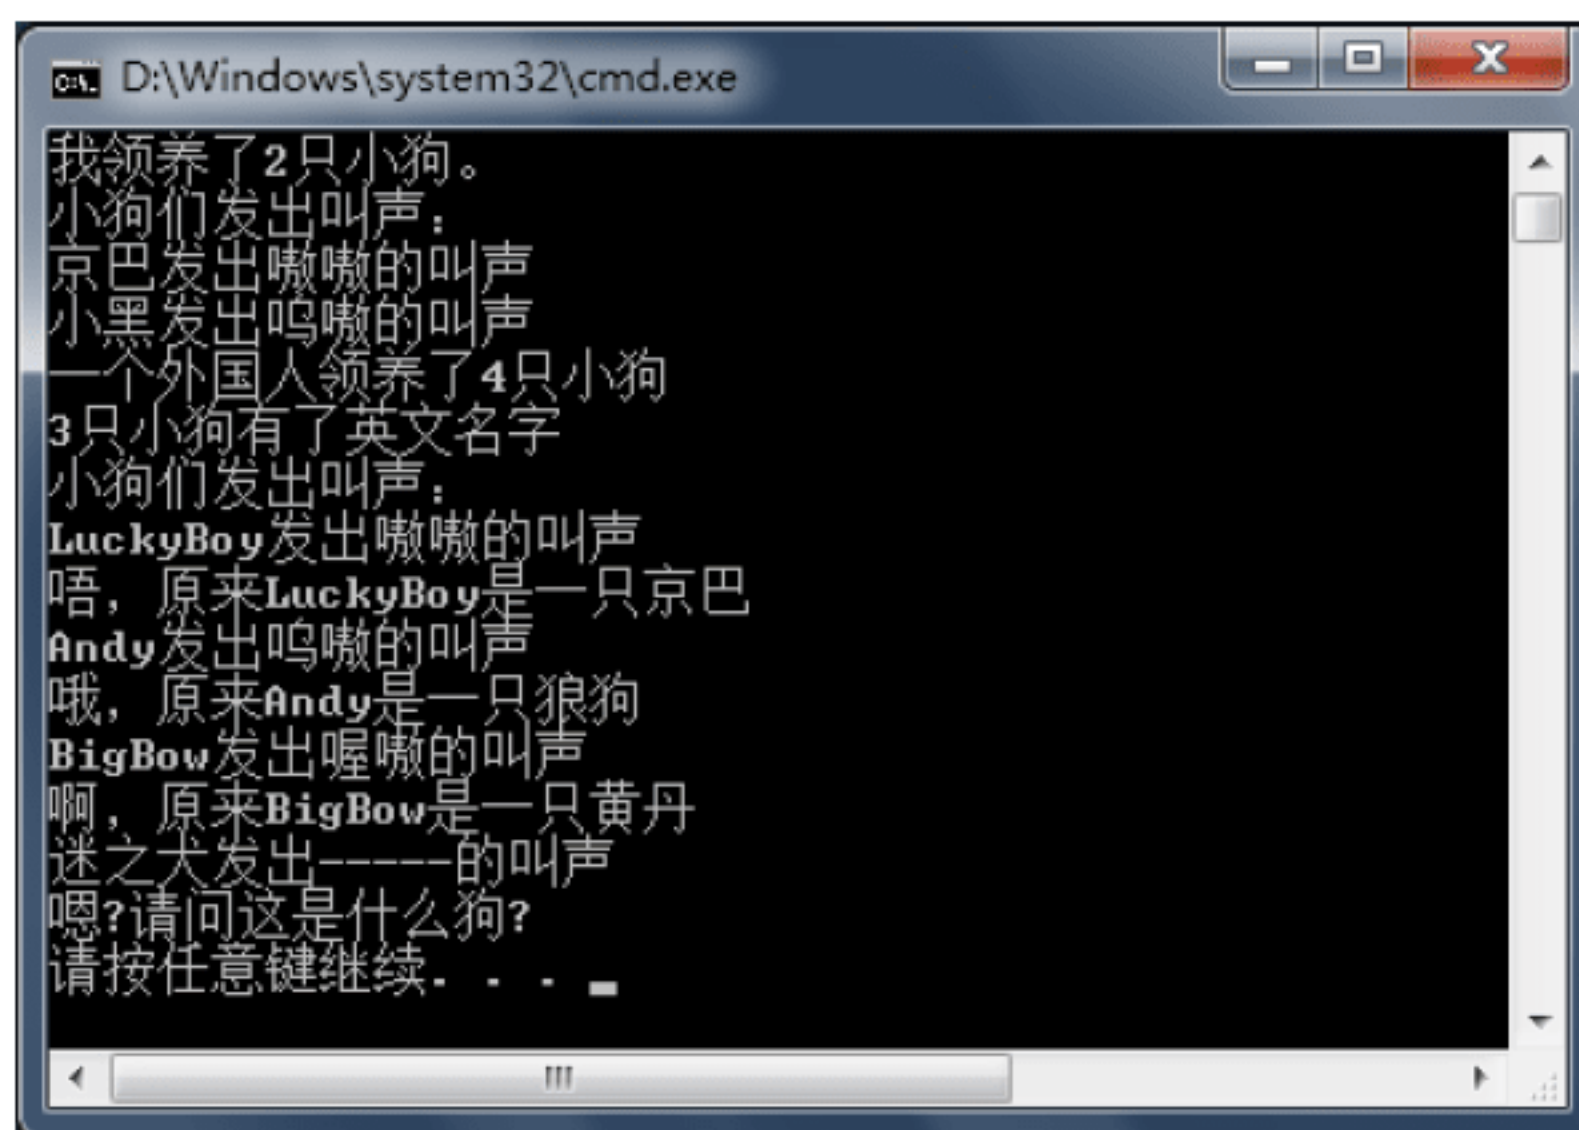 D:\Windows\system32\cmd.exe
我领养了2只小狗。
小狗们发出叫声：
京巴发出嗷嗷的叫声
小黑发出呜嗷的叫声
一个外国人领养了4只小狗
3只小狗有了英文名字
小狗们发出叫声：
LuckyBoy发出嗷嗷的叫声
唔，原来LuckyBoy是一只京巴
Andy发出呜嗷的叫声
哦，原来Andy是一只狼狗
BigBow发出喔嗷的叫声
啊，原来BigBow是一只黄丹
迷之犬发出-----的叫声
嗯?请问这是什么狗?
请按任意键继续. . .